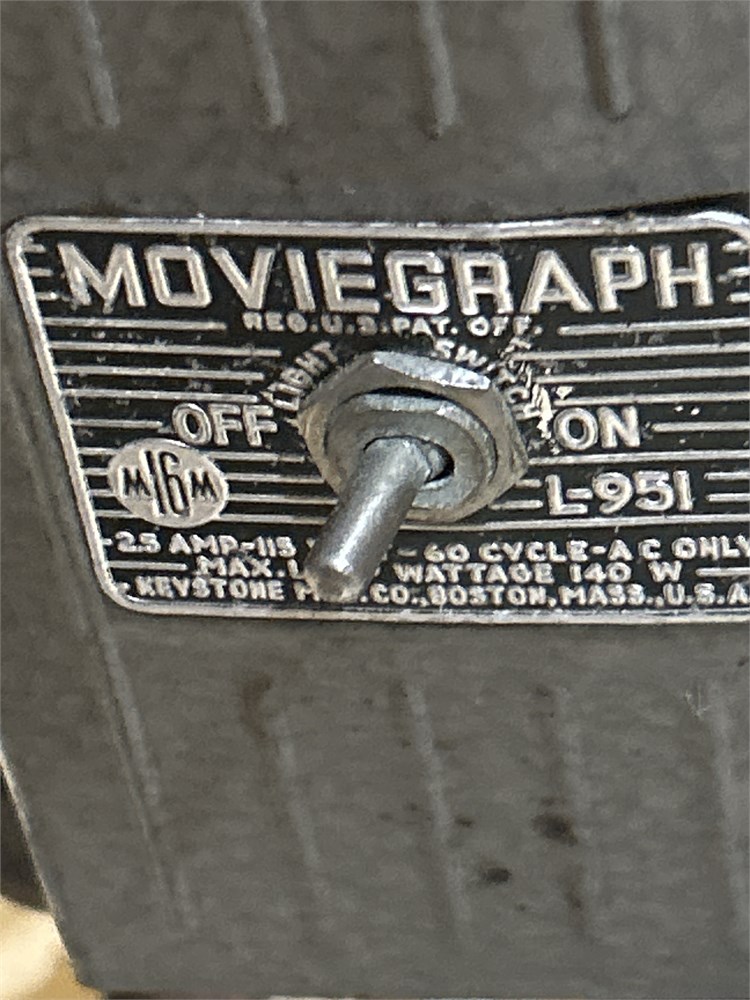 MOVIEGRAPH
REG.U.S.PAT. OFF.
LIGHT SWITCH
OFF ON
M16M
L-951
2.5 AMP-115 - 60 CYCLE-A C ONLY
MAX. WATTAGE 140 W
KEYSTONE CO., BOSTON, MASS., U.S.A